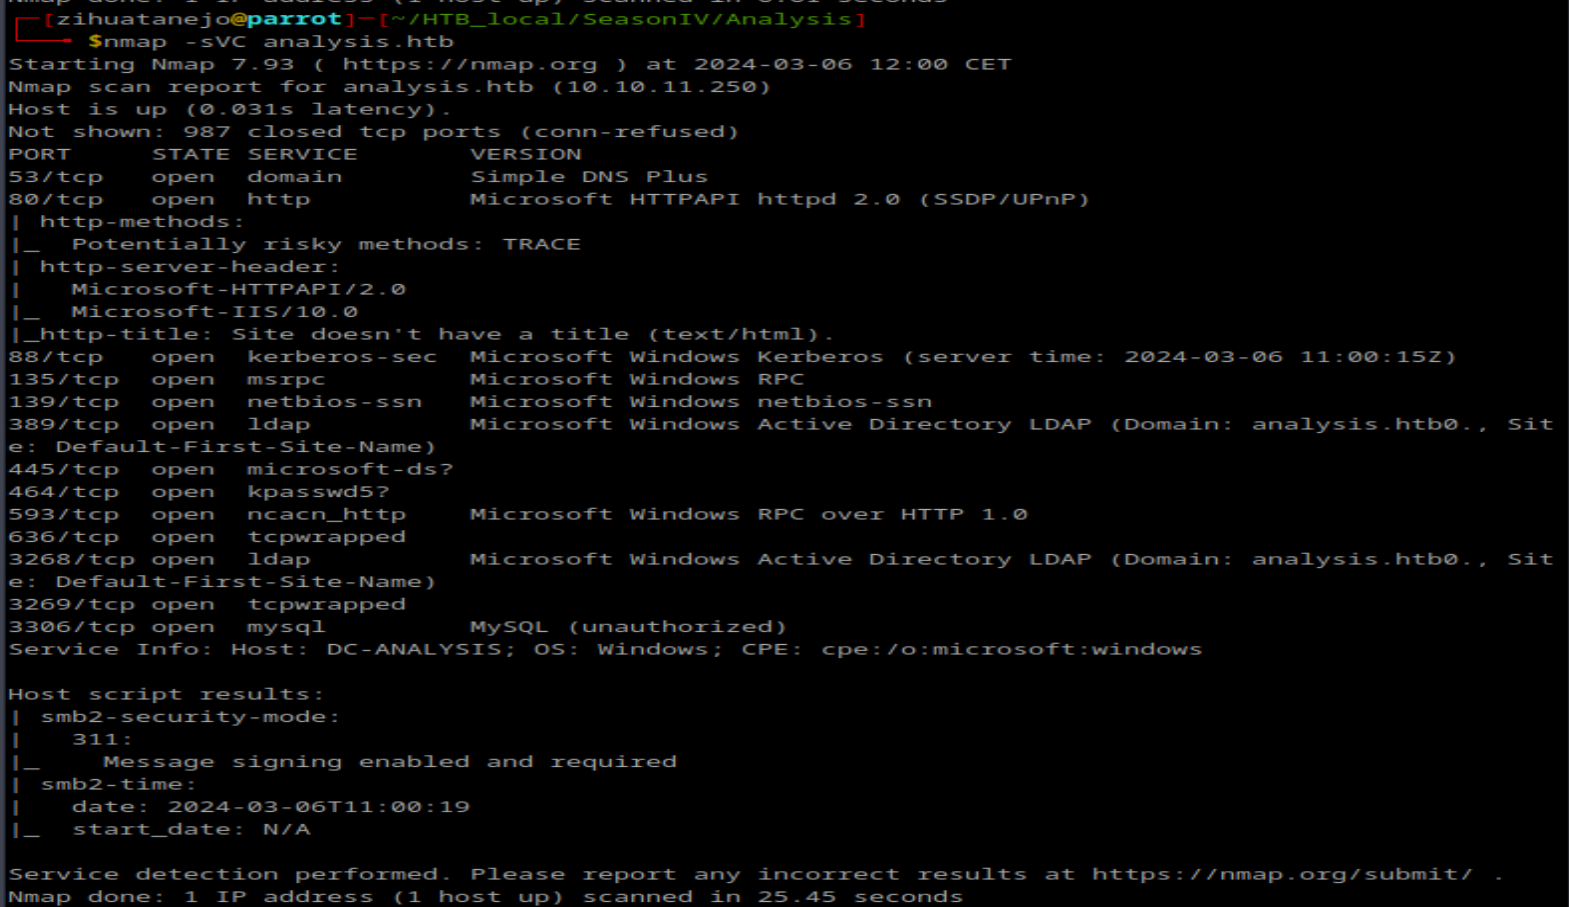 [zihuatanejo@parrot]─[~/HTB_local/SeasonIV/Analysis]
$nmap -sVC analysis.htb
Starting Nmap 7.93 ( https://nmap.org ) at 2024-03-06 12:00 CET
Nmap scan report for analysis.htb (10.10.11.250)
Host is up (0.031s latency).
Not shown: 987 closed tcp ports (conn-refused)
PORT     STATE SERVICE       VERSION
53/tcp   open  domain        Simple DNS Plus
80/tcp   open  http          Microsoft HTTPAPI httpd 2.0 (SSDP/UPnP)
| http-methods:
|_  Potentially risky methods: TRACE
| http-server-header:
|   Microsoft-HTTPAPI/2.0
|_  Microsoft-IIS/10.0
|_http-title: Site doesn't have a title (text/html).
88/tcp   open  kerberos-sec  Microsoft Windows Kerberos (server time: 2024-03-06 11:00:15Z)
135/tcp  open  msrpc         Microsoft Windows RPC
139/tcp  open  netbios-ssn   Microsoft Windows netbios-ssn
389/tcp  open  ldap          Microsoft Windows Active Directory LDAP (Domain: analysis.htb0., Sit
e: Default-First-Site-Name)
445/tcp  open  microsoft-ds?
464/tcp  open  kpasswd5?
593/tcp  open  ncacn_http    Microsoft Windows RPC over HTTP 1.0
636/tcp  open  tcpwrapped
3268/tcp open  ldap          Microsoft Windows Active Directory LDAP (Domain: analysis.htb0., Sit
e: Default-First-Site-Name)
3269/tcp open  tcpwrapped
3306/tcp open  mysql         MySQL (unauthorized)
Service Info: Host: DC-ANALYSIS; OS: Windows; CPE: cpe:/o:microsoft:windows
Host script results:
| smb2-security-mode:
|   311:
|_    Message signing enabled and required
| smb2-time:
|   date: 2024-03-06T11:00:19
|_  start_date: N/A
Service detection performed. Please report any incorrect results at https://nmap.org/submit/ .
Nmap done: 1 IP address (1 host up) scanned in 25.45 seconds